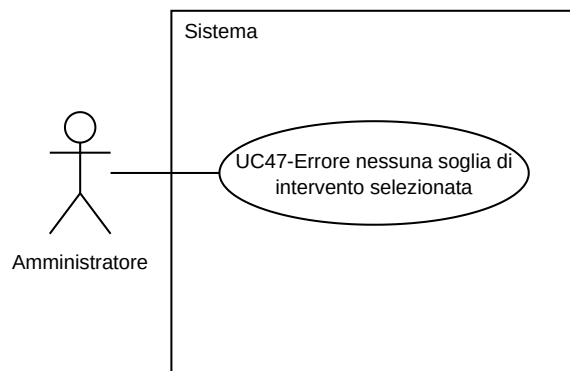 Sistema
UC47-Errore nessuna soglia di
intervento selezionata
Amministratore